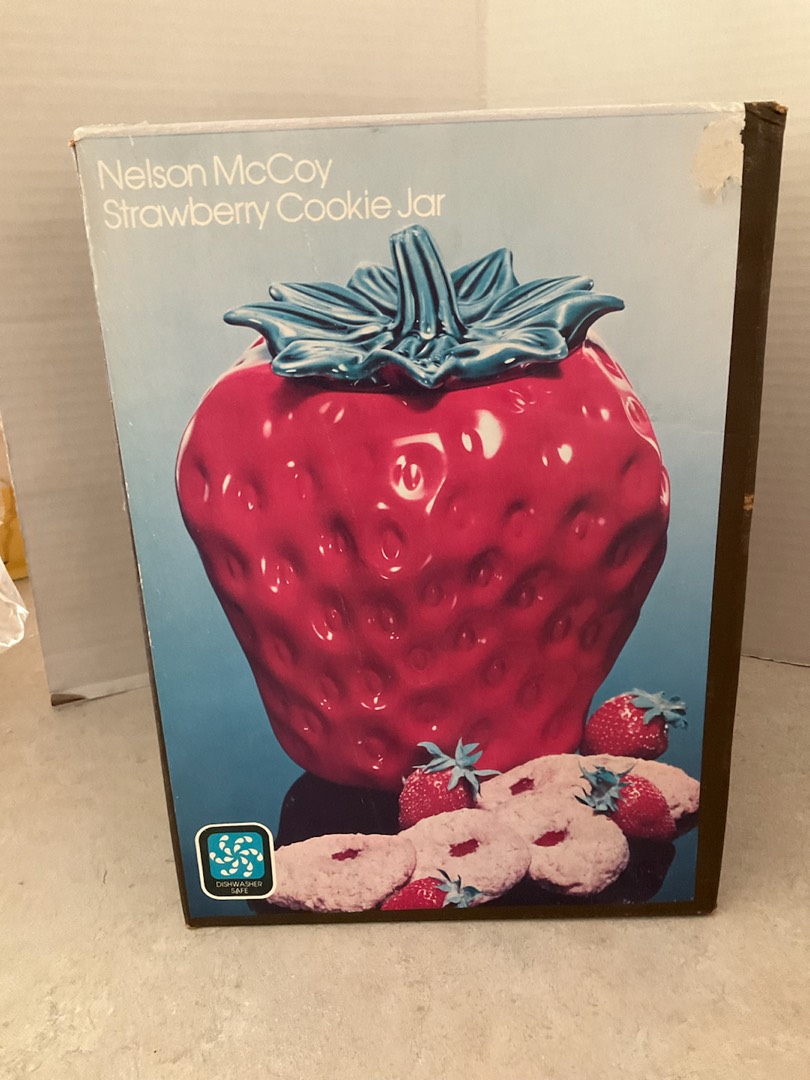 Nelson McCoy
Strawberry Cookie Jar
DISHWASHER
SAFE